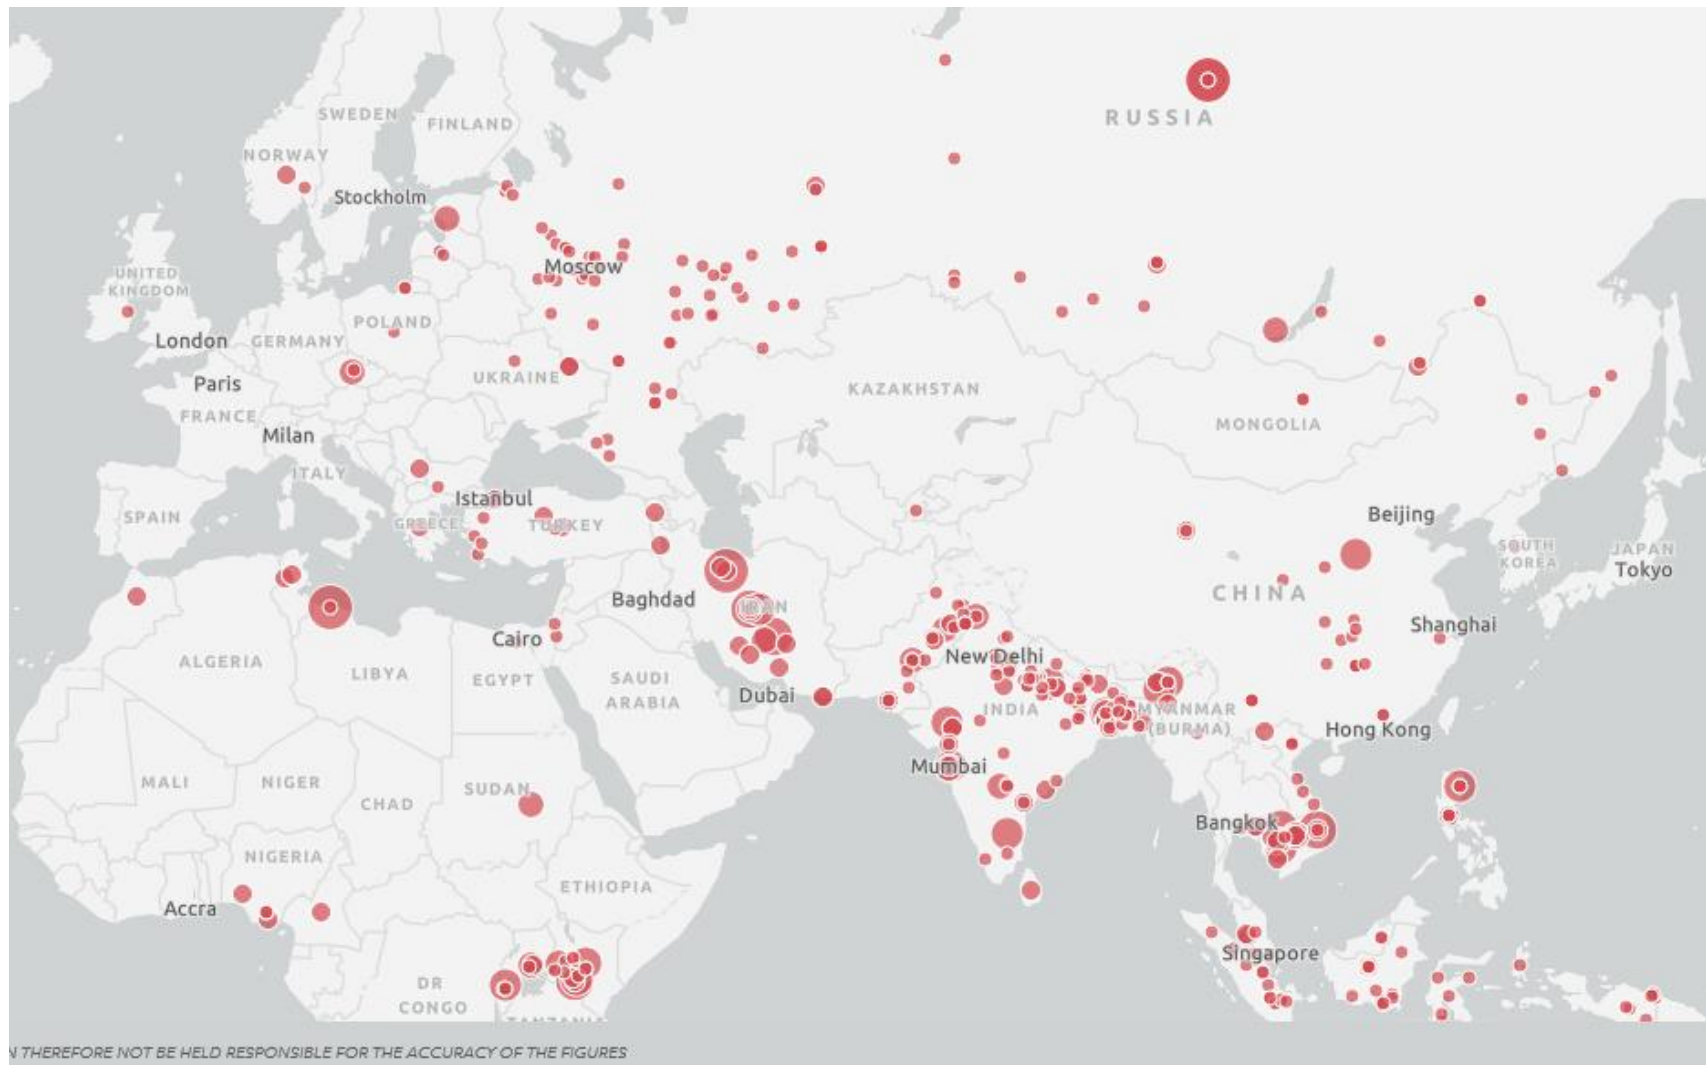 RUSSIA
SWEDEN
FINLAND
NORWAY
Stockholm
Moscow
UNITED
KINGDOM
POLAND
London
GERMANY
UKRAINE
Paris
KAZAKHSTAN
FRANCE
MONGOLIA
Milan
ITALY
Istanbul
SPAIN
GREECE
TURKEY
Beijing
SOUTH
KOREA
JAPAN
Tokyo
CHINA
Baghdad
IRAN
Shanghai
Cairo
New Delhi
ALGERIA
LIBYA
EGYPT
SAUDI
ARABIA
Dubai
INDIA
MYANMAR
(BURMA)
Hong Kong
Mumbai
MALI
NIGER
CHAD
SUDAN
Bangkok
NIGERIA
ETHIOPIA
Accra
Singapore
DR
CONGO
TANZANIA
N THEREFORE NOT BE HELD RESPONSIBLE FOR THE ACCURACY OF THE FIGURES